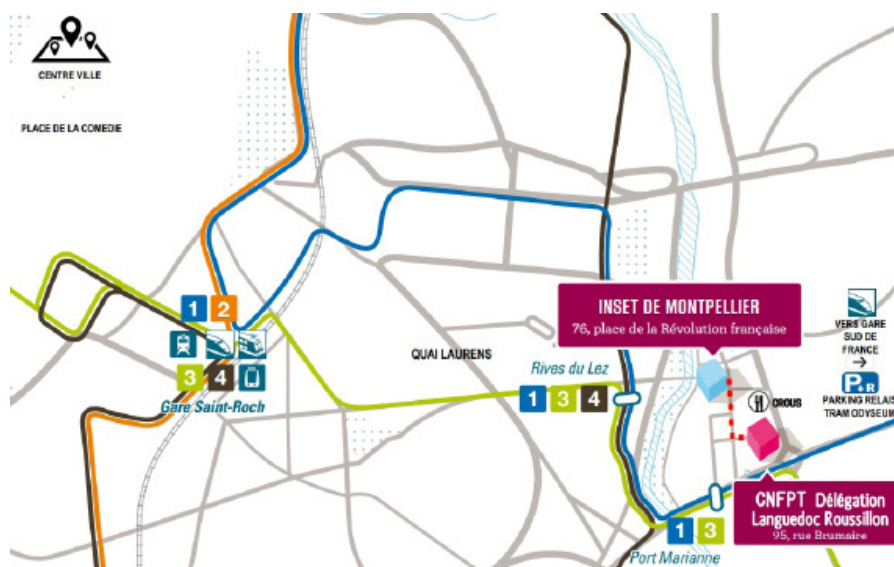 CENTRE VILLE
PLACE DE LA COMEDIE
1 2
3 4
Gare Saint-Roch
QUAI LAURENS
INSET DE MONTPELLIER
76, place de la Révolution française
Rives du Lez
1 3 4
VERS GARE
SUD DE
FRANCE
P+R
PARKING RELAIS
TRAM ODYSEUM
CROUS
CNFPT Délégation
Languedoc Roussillon
95, rue Brumaire
1 3
Port Marianne